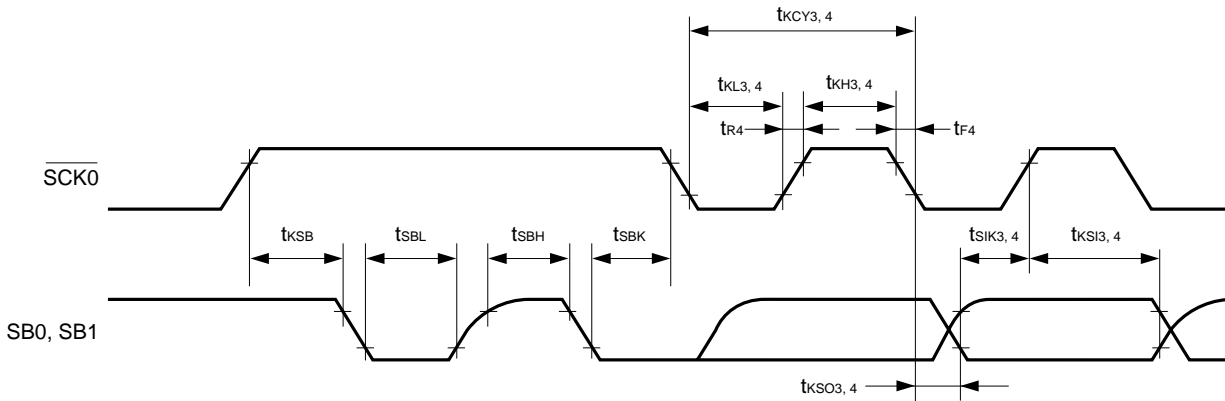 tKCY3, 4
tKL3, 4 tKH3, 4
tR4 tF4
SCK0
tKSB tSBL tSBH tSBK tSIK3, 4 tKSI3, 4
SB0, SB1
tKSO3, 4